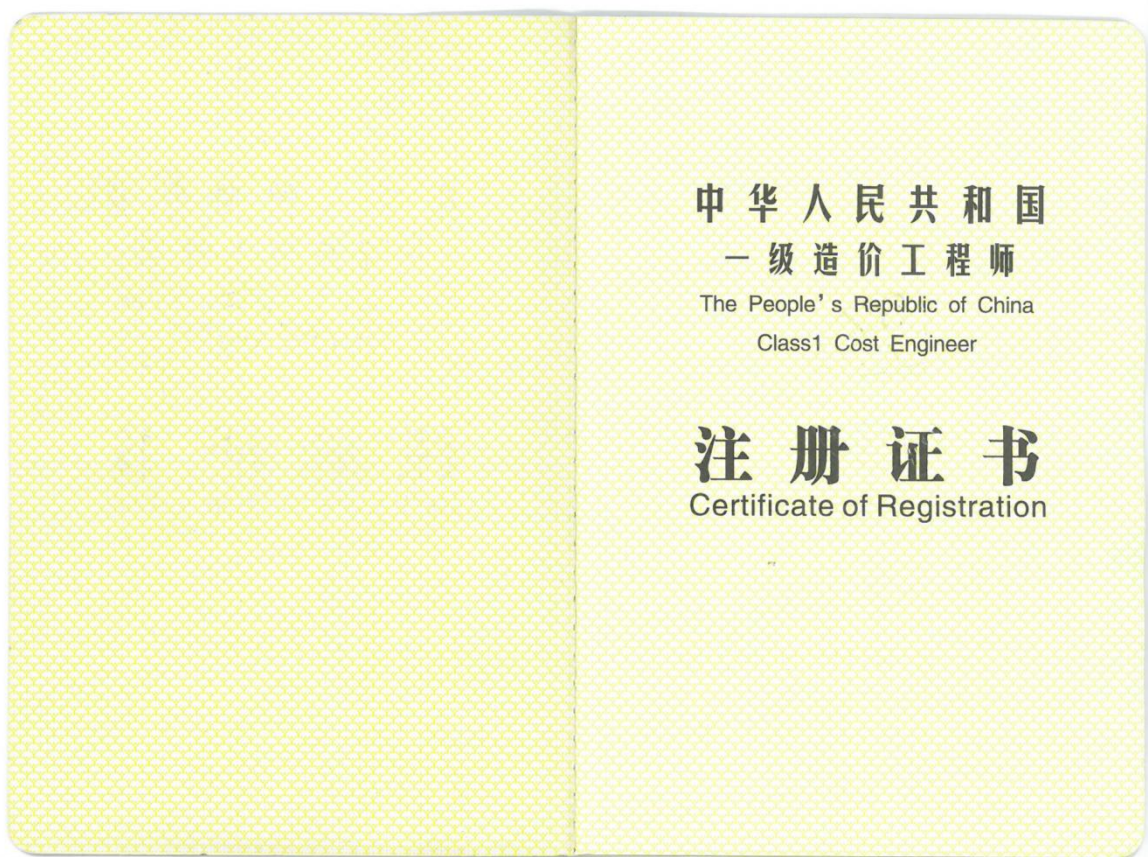 中华人民共和国
一级造价工程师
The People's Republic of China
Class1 Cost Engineer
注册证书
Certificate of Registration